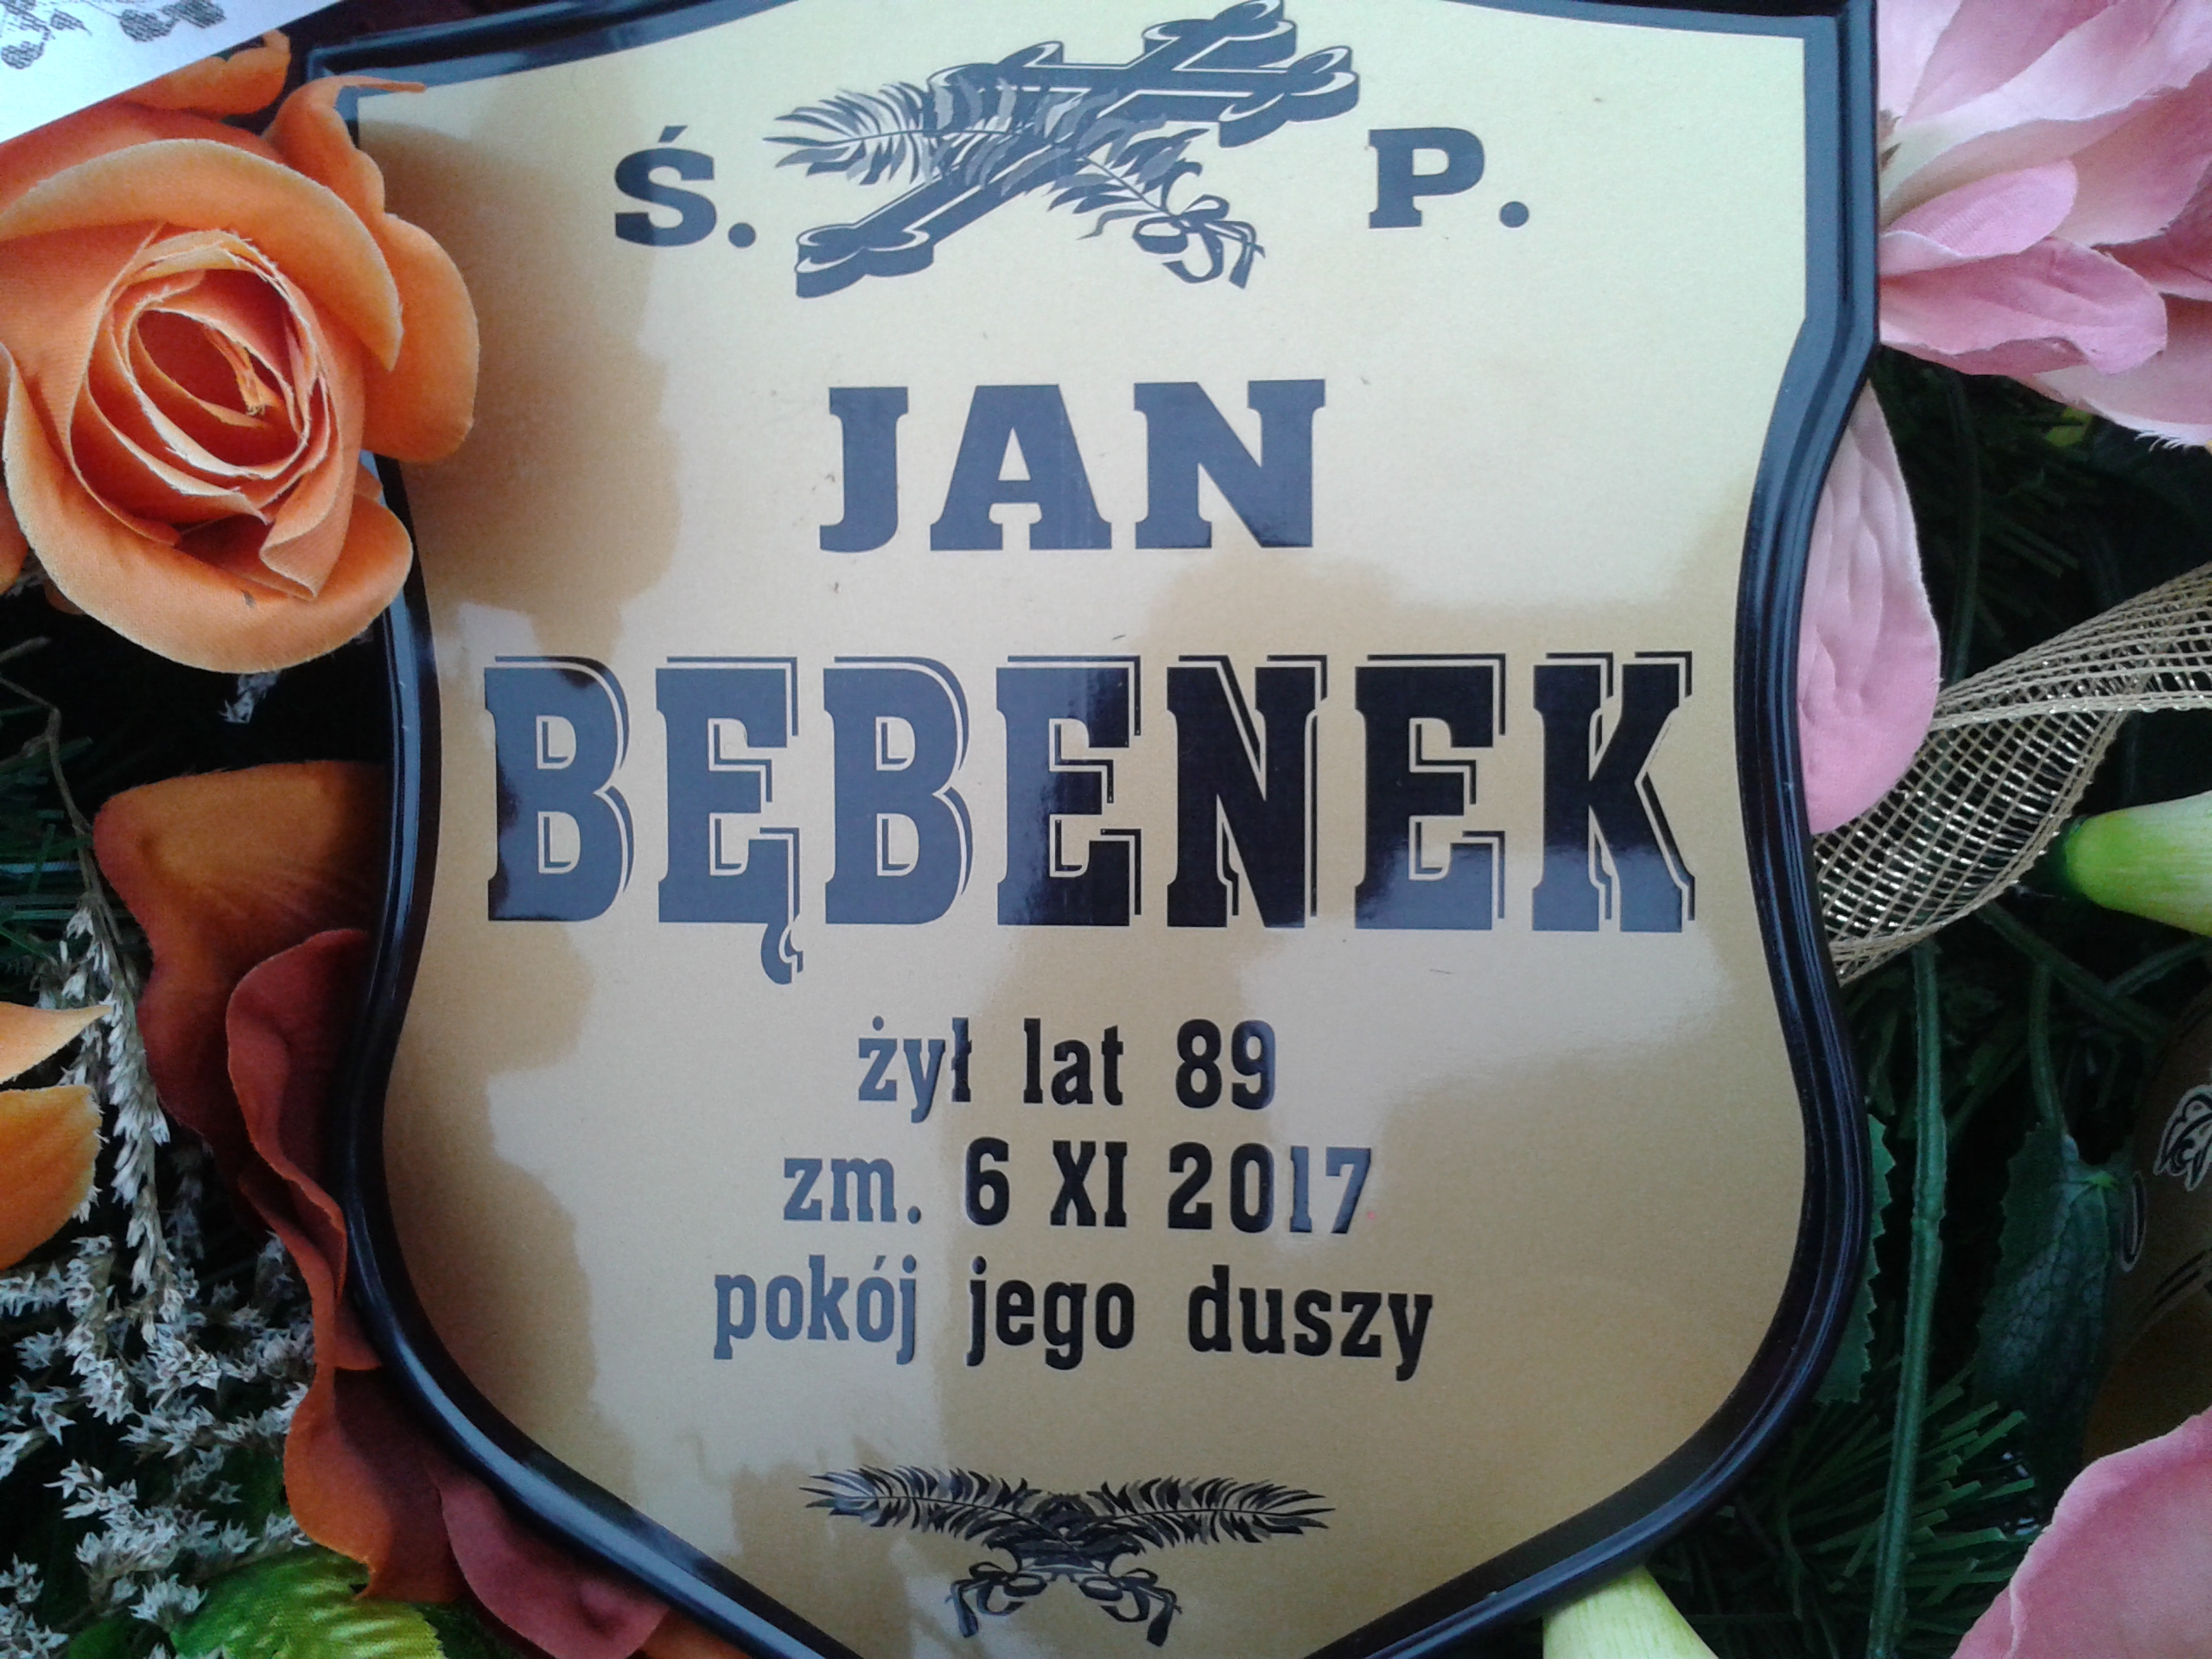 Ś. P.
JAN
BĘBENEK
żył lat 89
zm. 6 XI 2017
pokój jego duszy